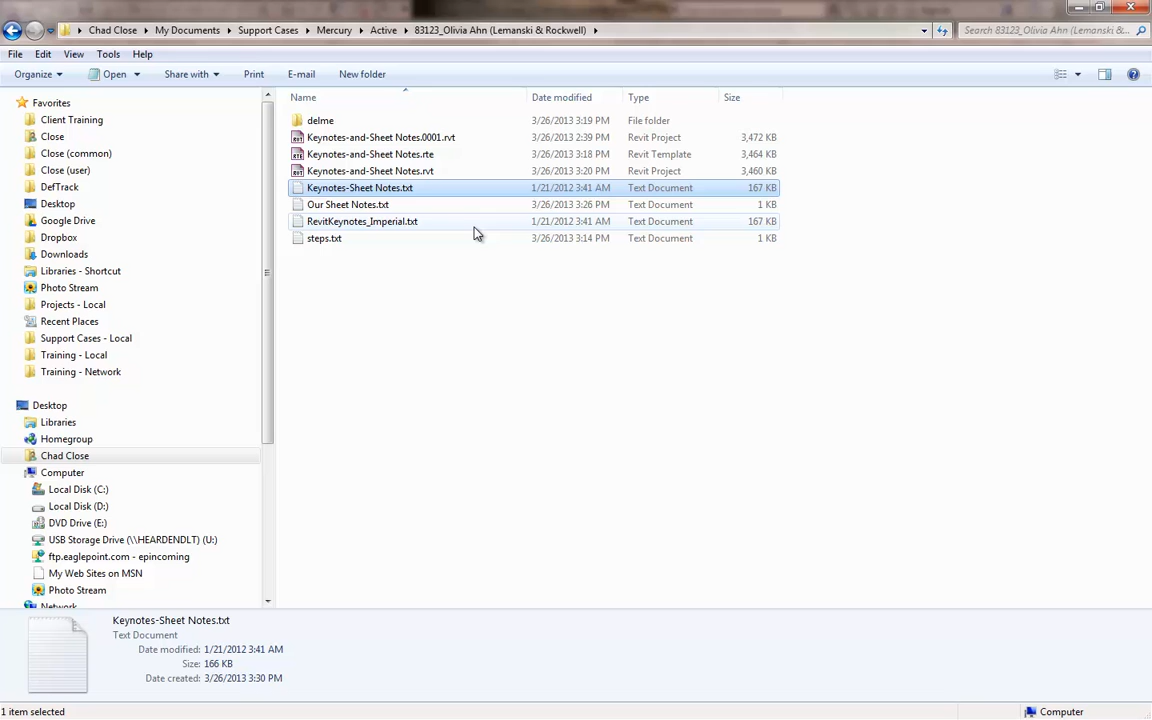 Chad Close ▸ My Documents ▸ Support Cases ▸ Mercury ▸ Active ▸ 83123_Olivia Ahn (Lemanski & Rockwell) ▸
Search 83123_Olivia Ahn (Lemanski &...
File Edit View Tools Help
Organize Open Share with Print E-mail New folder
Name Date modified Type Size
Favorites
Client Training
Close
Close (common)
Close (user)
DefTrack
Desktop
Google Drive
Dropbox
Downloads
Libraries - Shortcut
Photo Stream
Projects - Local
Recent Places
Support Cases - Local
Training - Local
Training - Network
Desktop
Libraries
Homegroup
Chad Close
Computer
Local Disk (C:)
Local Disk (D:)
DVD Drive (E:)
USB Storage Drive (\\HEARDENDLT) (U:)
ftp.eaglepoint.com - epincoming
My Web Sites on MSN
Photo Stream
Network
delme 3/26/2013 3:19 PM File folder
Keynotes-and-Sheet Notes.0001.rvt 3/26/2013 2:39 PM Revit Project 3,472 KB
Keynotes-and-Sheet Notes.rte 3/26/2013 3:18 PM Revit Template 3,464 KB
Keynotes-and-Sheet Notes.rvt 3/26/2013 3:20 PM Revit Project 3,460 KB
Keynotes-Sheet Notes.txt 1/21/2012 3:41 AM Text Document 167 KB
Our Sheet Notes.txt 3/26/2013 3:26 PM Text Document 1 KB
RevitKeynotes_Imperial.txt 1/21/2012 3:41 AM Text Document 167 KB
steps.txt 3/26/2013 3:14 PM Text Document 1 KB
Keynotes-Sheet Notes.txt
Text Document
Date modified: 1/21/2012 3:41 AM
Size: 166 KB
Date created: 3/26/2013 3:30 PM
1 item selected
Computer